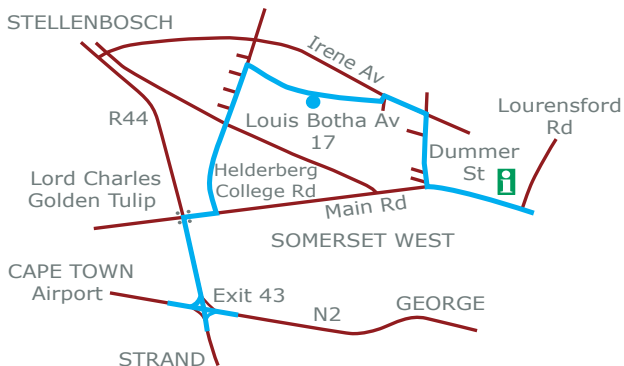 STELLENBOSCH
Irene Av
R44
Louis Botha Av
17
Lourensford
Rd
Dummer
St
Helderberg
College Rd
Lord Charles
Golden Tulip
Main Rd
SOMERSET WEST
CAPE TOWN
Airport
Exit 43
N2
GEORGE
STRAND
i